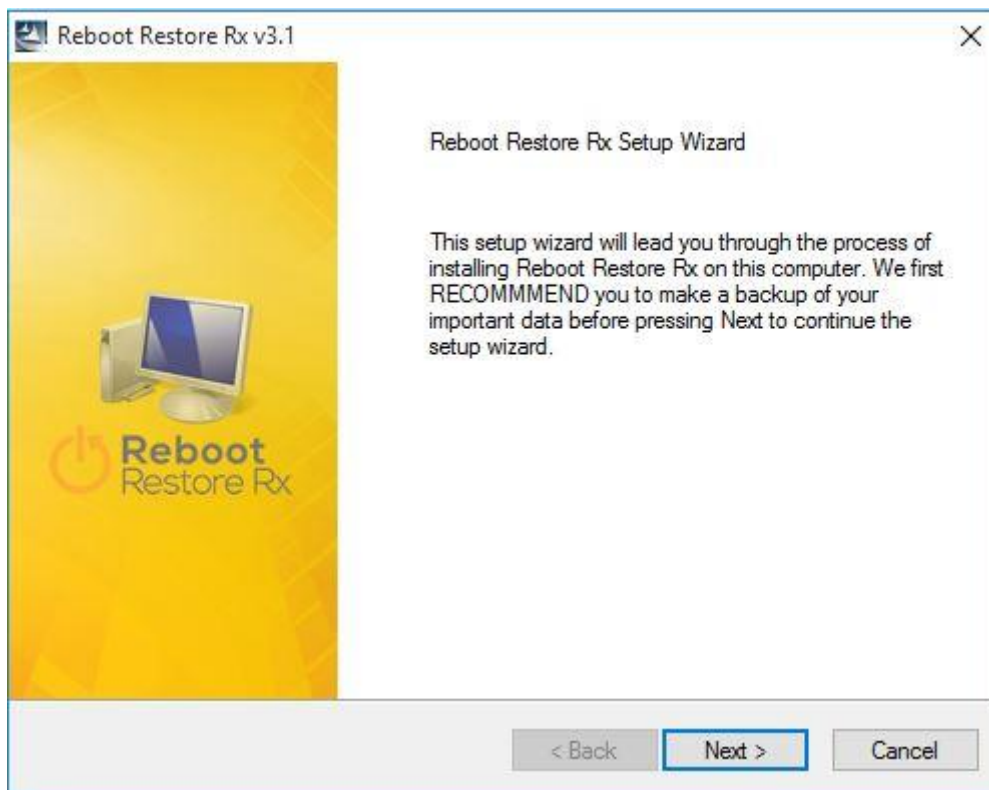 Reboot Restore Rx v3.1
Reboot Restore Rx Setup Wizard
This setup wizard will lead you through the process of
installing Reboot Restore Rx on this computer. We first
RECOMMMEND you to make a backup of your
important data before pressing Next to continue the
setup wizard.
Reboot
Restore Rx
< Back
Next >
Cancel